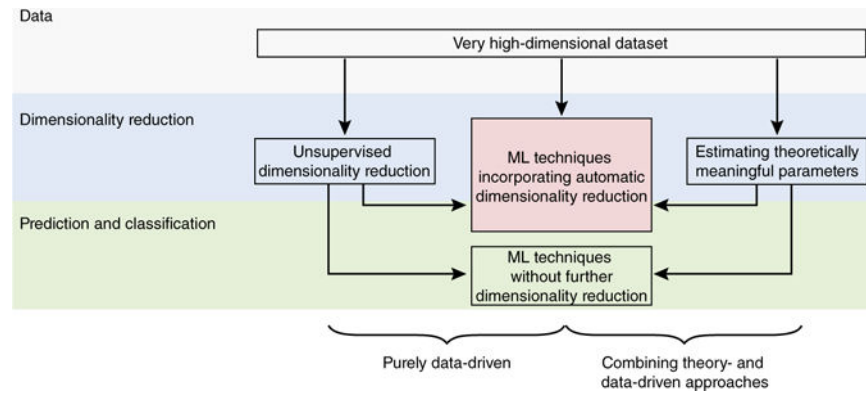 Data
Very high-dimensional dataset
Dimensionality reduction
Unsupervised
dimensionality reduction
ML techniques
incorporating automatic
dimensionality reduction
Estimating theoretically
meaningful parameters
Prediction and classification
ML techniques
without further
dimensionality reduction
Purely data-driven
Combining theory- and
data-driven approaches